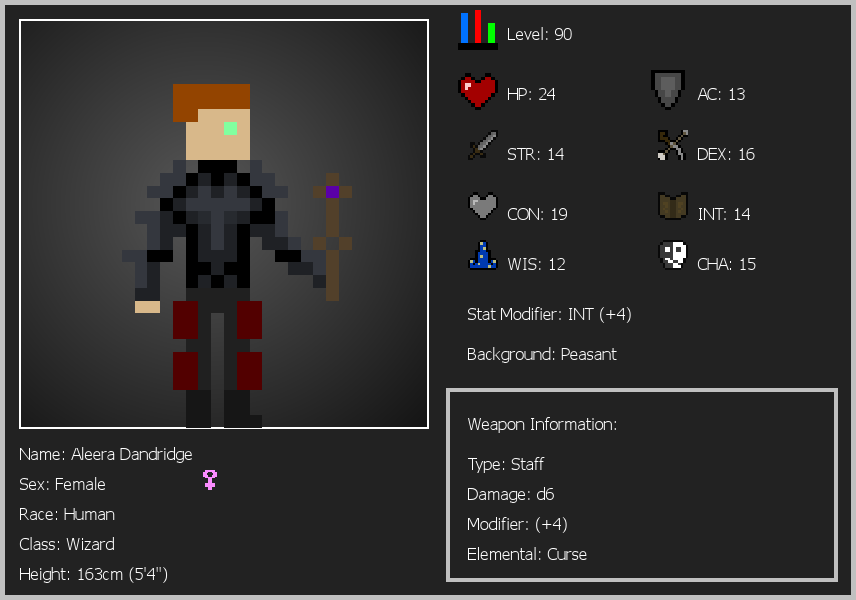 Level: 90
HP: 24
AC: 13
STR: 14
DEX: 16
CON: 19
INT: 14
WIS: 12
CHA: 15
Stat Modifier: INT (+4)
Background: Peasant
Weapon Information:
Type: Staff
Damage: d6
Modifier: (+4)
Elemental: Curse
Name: Aleera Dandridge
Sex: Female
Race: Human
Class: Wizard
Height: 163cm (5'4")